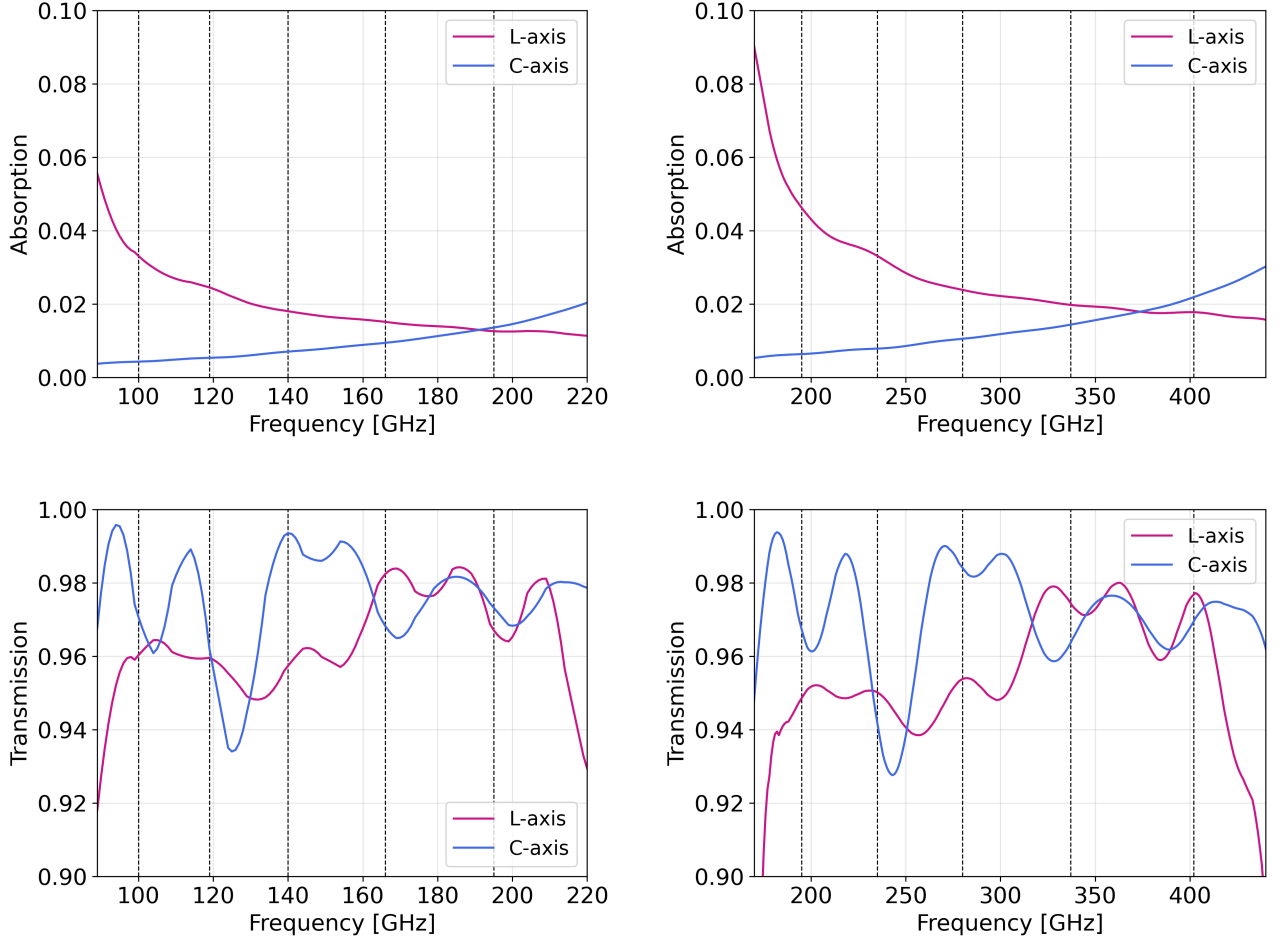 0.10
0.08
0.06
0.04
0.02
0.00
Absorption
L-axis
C-axis
100 120 140 160 180 200 220
Frequency [GHz]
0.10
0.08
0.06
0.04
0.02
0.00
Absorption
L-axis
C-axis
200 250 300 350 400
Frequency [GHz]
1.00
0.98
0.96
0.94
0.92
0.90
Transmission
L-axis
C-axis
100 120 140 160 180 200 220
Frequency [GHz]
1.00
0.98
0.96
0.94
0.92
0.90
Transmission
L-axis
C-axis
200 250 300 350 400
Frequency [GHz]